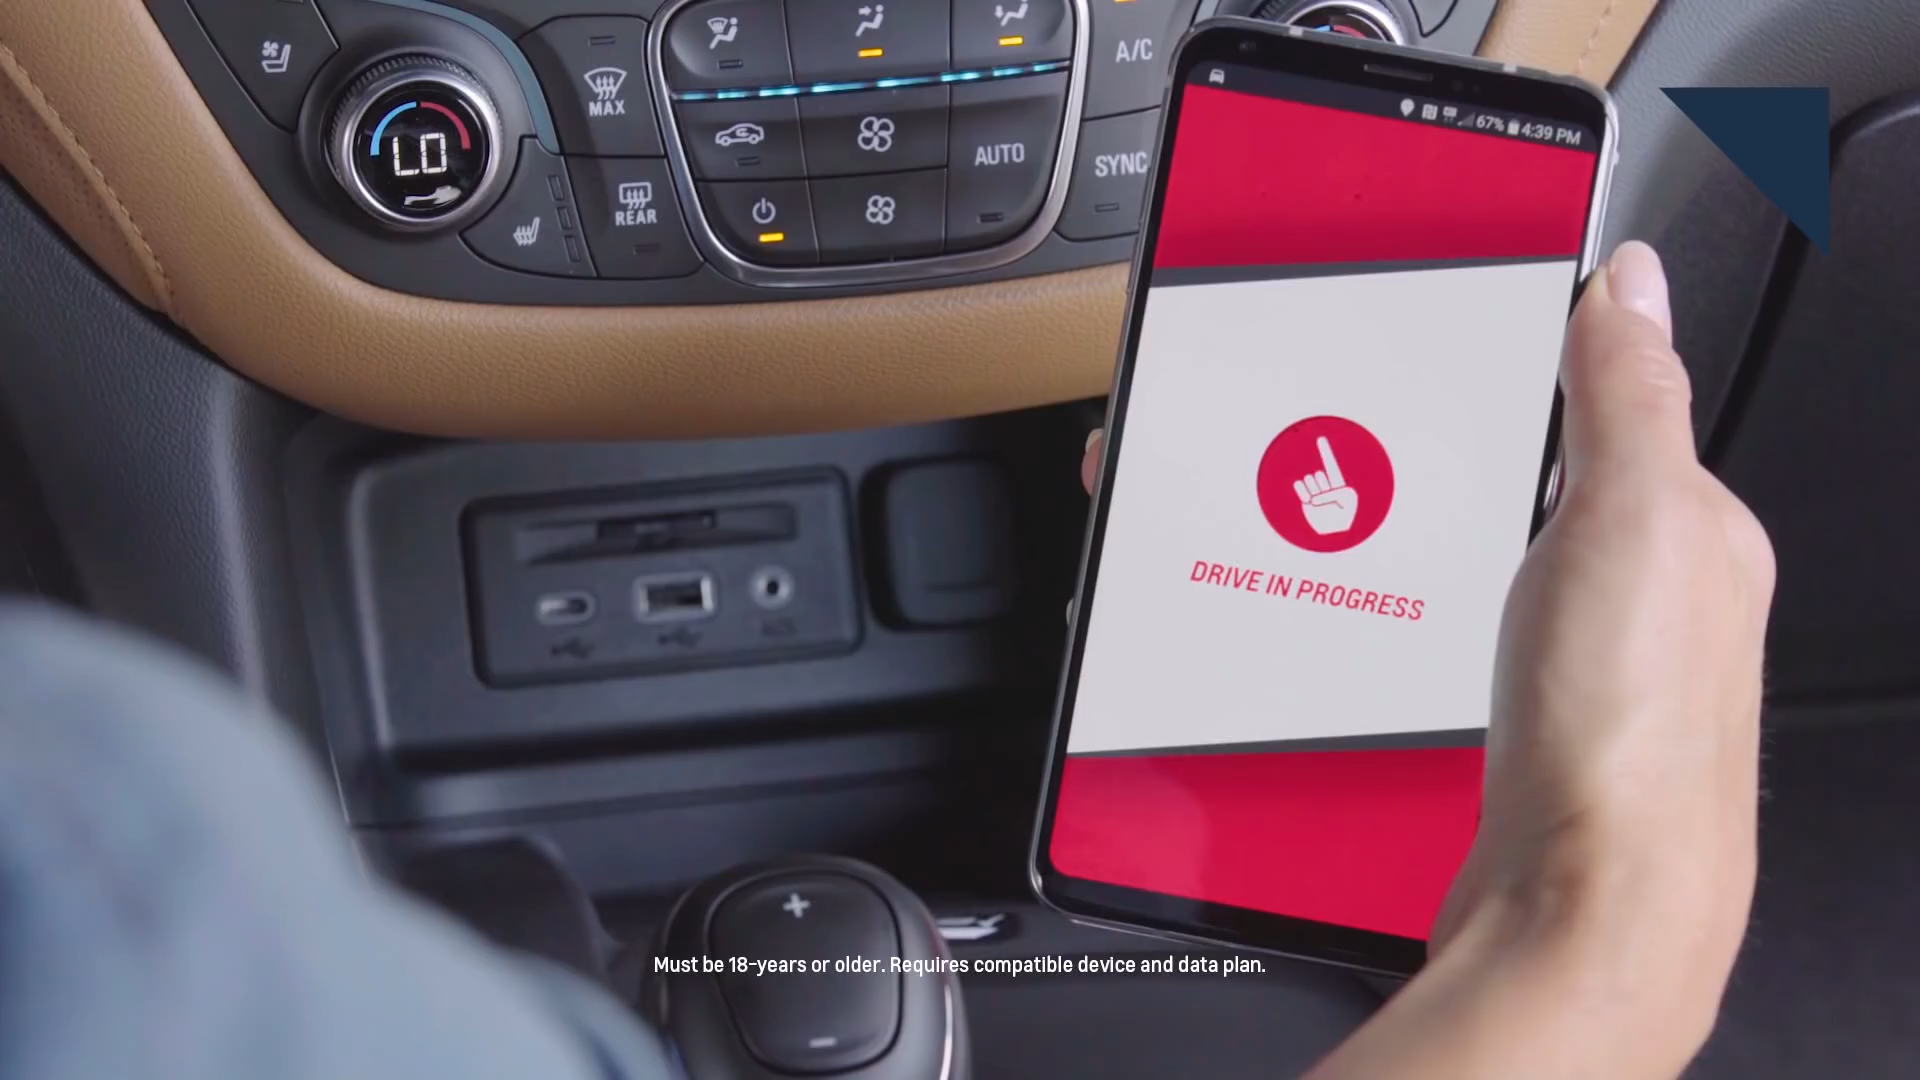 LO
MAX
REAR
AUTO
A/C
SYNC
67% 4:39 PM
DRIVE IN PROGRESS
+
-
Must be 18-years or older. Requires compatible device and data plan.